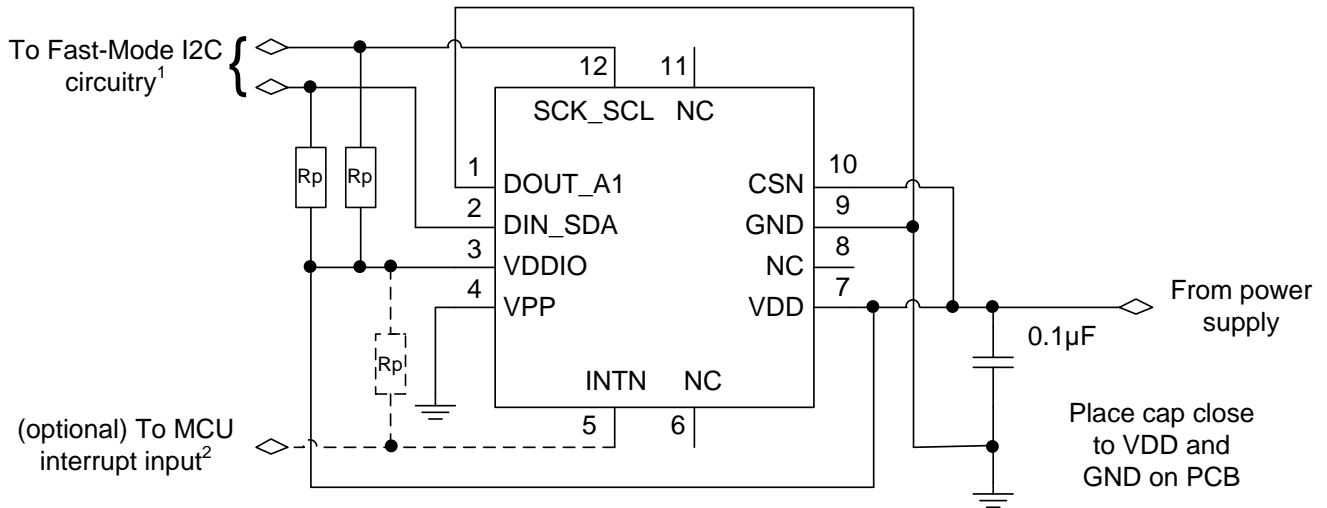 To Fast-Mode I2C
circuitry1
{
12
11
SCK_SCL
NC
Rp
Rp
1
DOUT_A1
2
DIN_SDA
3
VDDIO
4
VPP
10
CSN
9
GND
8
NC
7
VDD
From power
supply
0.1µF
Rp
INTN
NC
5
6
(optional) To MCU
interrupt input2
Place cap close
to VDD and
GND on PCB